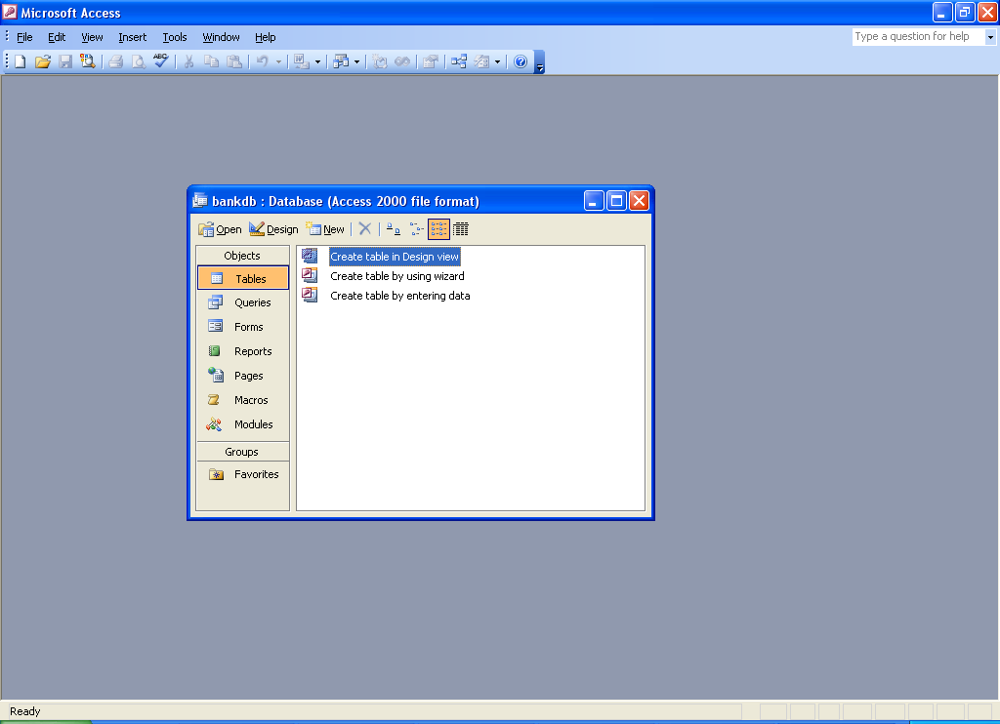 Microsoft Access
File Edit View Insert Tools Window Help Type a question for help
ABC W ?
bankdb : Database (Access 2000 file format)
Open Design New
Objects
Tables
Queries
Forms
Reports
Pages
Macros
Modules
Groups
Favorites
Create table in Design view
Create table by using wizard
Create table by entering data
Ready